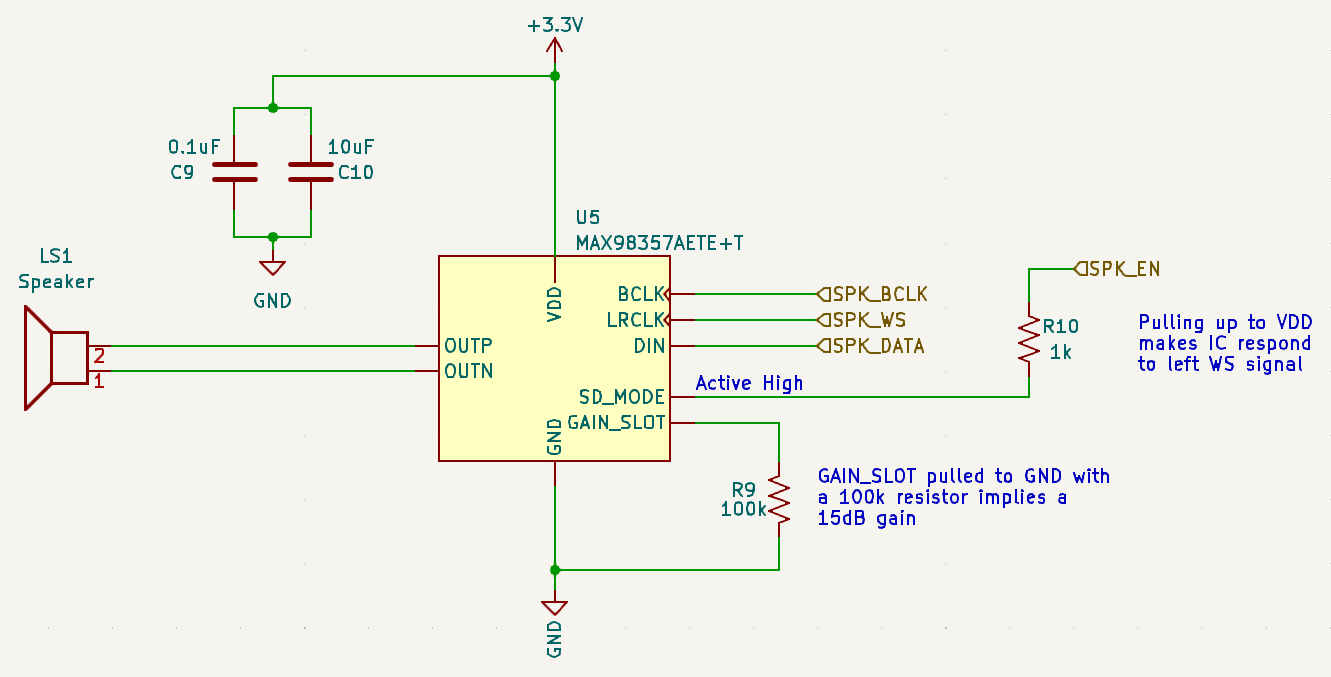 +3.3V
0.1uF
C9
10uF
C10
GND
LS1
Speaker
2
1
U5
MAX98357AETE+T
VDD
BCLK
LRCLK
DIN
SD_MODE
GAIN_SLOT
OUTP
OUTN
GND
SPK_BCLK
SPK_WS
SPK_DATA
Active High
SPK_EN
R10
1k
Pulling up to VDD
makes IC respond
to left WS signal
R9
100k
GAIN_SLOT pulled to GND with
a 100k resistor implies a
15dB gain
GND